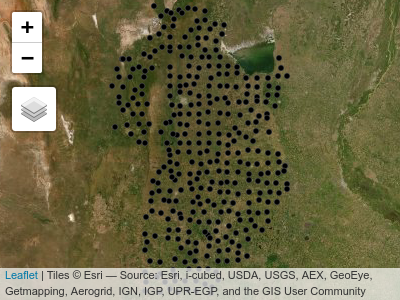 +
−
Leaflet | Tiles © Esri — Source: Esri, i-cubed, USDA, USGS, AEX, GeoEye,
Getmapping, Aerogrid, IGN, IGP, UPR-EGP, and the GIS User Community